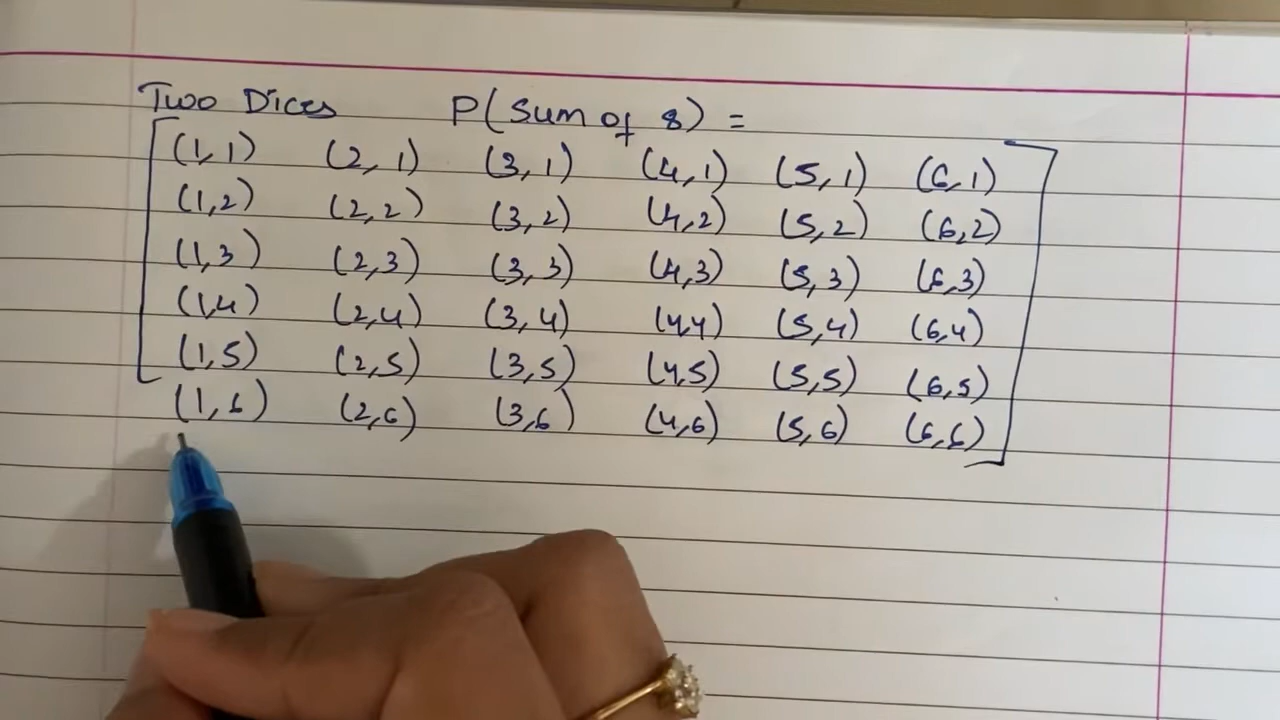 Two Dices P(Sum of 8) =
(1,1) (2,1) (3,1) (4,1) (5,1) (6,1)
(1,2) (2,2) (3,2) (4,2) (5,2) (6,2)
(1,3) (2,3) (3,3) (4,3) (5,3) (6,3)
(1,4) (2,4) (3,4) (4,4) (5,4) (6,4)
(1,5) (2,5) (3,5) (4,5) (5,5) (6,5)
(1,6) (2,6) (3,6) (4,6) (5,6) (6,6)